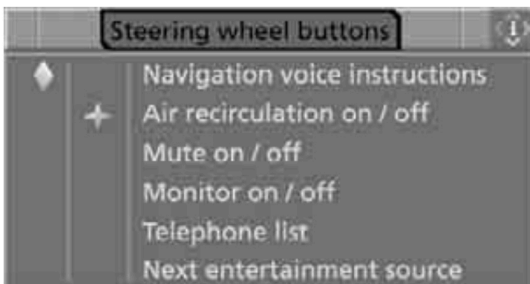 Steering wheel buttons
i
Navigation voice instructions
Air recirculation on / off
Mute on / off
Monitor on / off
Telephone list
Next entertainment source